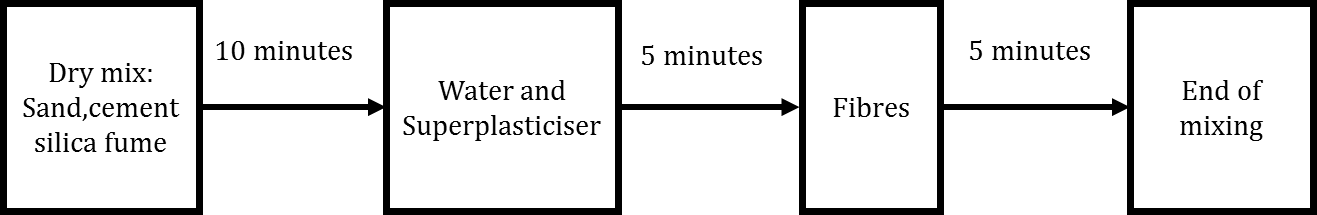 Dry mix:
Sand,cement
silica fume
10 minutes
Water and
Superplasticiser
5 minutes
Fibres
5 minutes
End of
mixing